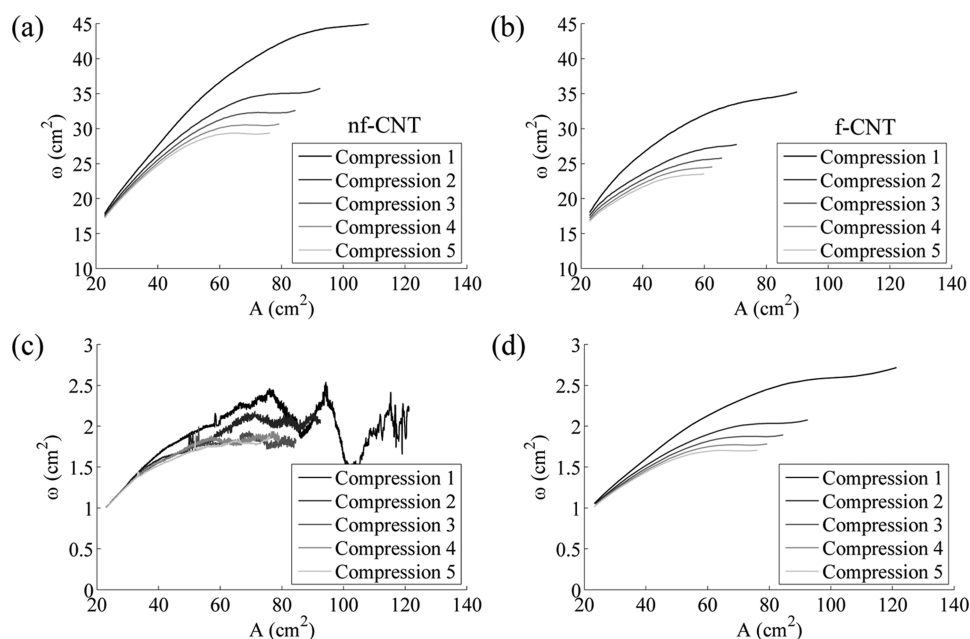 (a)
45
40
35
30
25
20
15
10
ω (cm2)
nf-CNT
Compression 1
Compression 2
Compression 3
Compression 4
Compression 5
20 40 60 80 100 120 140
A (cm2)
(b)
45
40
35
30
25
20
15
10
ω (cm2)
f-CNT
Compression 1
Compression 2
Compression 3
Compression 4
Compression 5
20 40 60 80 100 120 140
A (cm2)
(c)
3
2.5
2
1.5
1
0.5
0
ω (cm2)
Compression 1
Compression 2
Compression 3
Compression 4
Compression 5
20 40 60 80 100 120 140
A (cm2)
(d)
3
2.5
2
1.5
1
0.5
0
ω (cm2)
Compression 1
Compression 2
Compression 3
Compression 4
Compression 5
20 40 60 80 100 120 140
A (cm2)